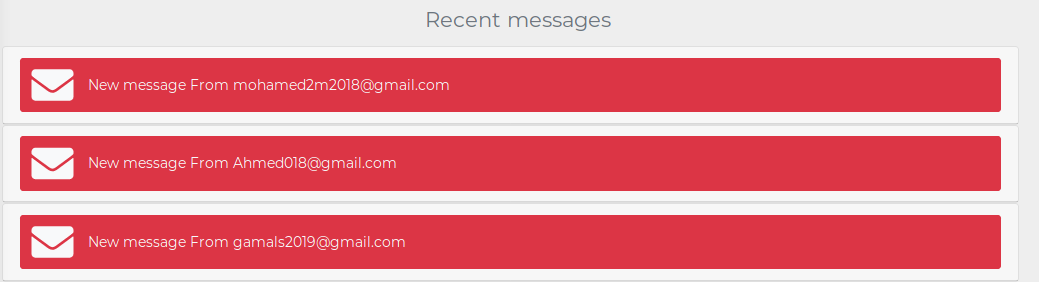 Recent messages
New message From mohamed2m2018@gmail.com
New message From Ahmed018@gmail.com
New message From gamals2019@gmail.com